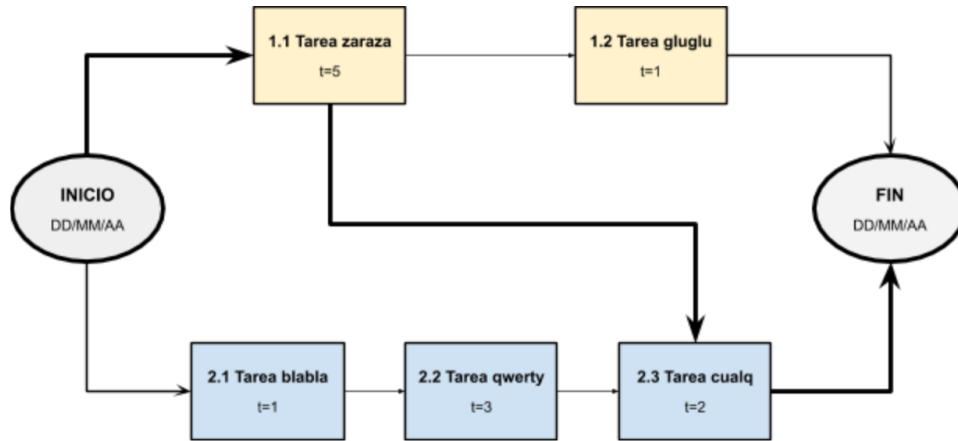 1.1 Tarea zaraza
t=5
1.2 Tarea gluglu
t=1
INICIO
DD/MM/AA
FIN
DD/MM/AA
2.1 Tarea blabla
t=1
2.2 Tarea qwerty
t=3
2.3 Tarea cualq
t=2